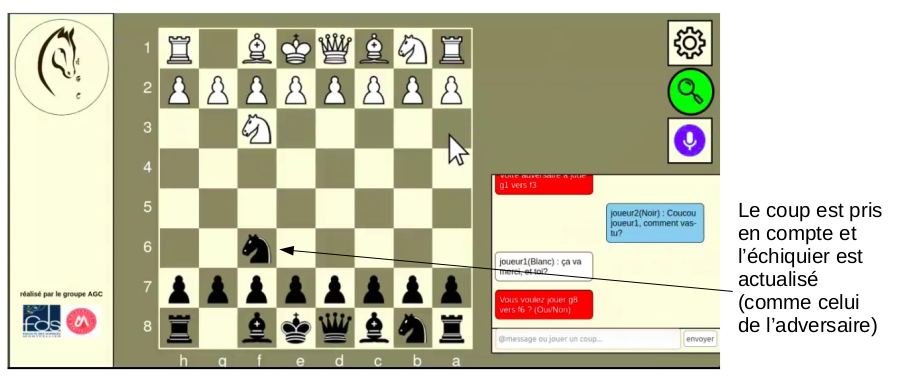 A
G
C
1
2
3
4
5
6
7
8
h g f e d c b a
réalisé par le groupe AGC
fds
Votre adversaire a joué
g1 vers f3
joueur2(Noir) : Coucou
joueur1, comment vas-
tu?
joueur1(Blanc) : ça va
merci, et toi?
Vous voulez jouer g8
vers f6 ? (Oui/Non)
@message ou jouer un coup...
envoyer
Le coup est pris
en compte et
l'échiquier est
actualisé
(comme celui
de l'adversaire)